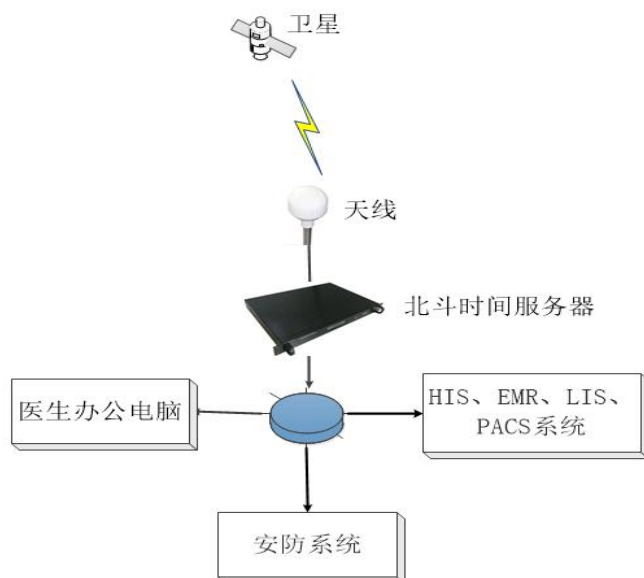 卫星
天线
北斗时间服务器
医生办公电脑
HIS、EMR、LIS、
PACS系统
安防系统